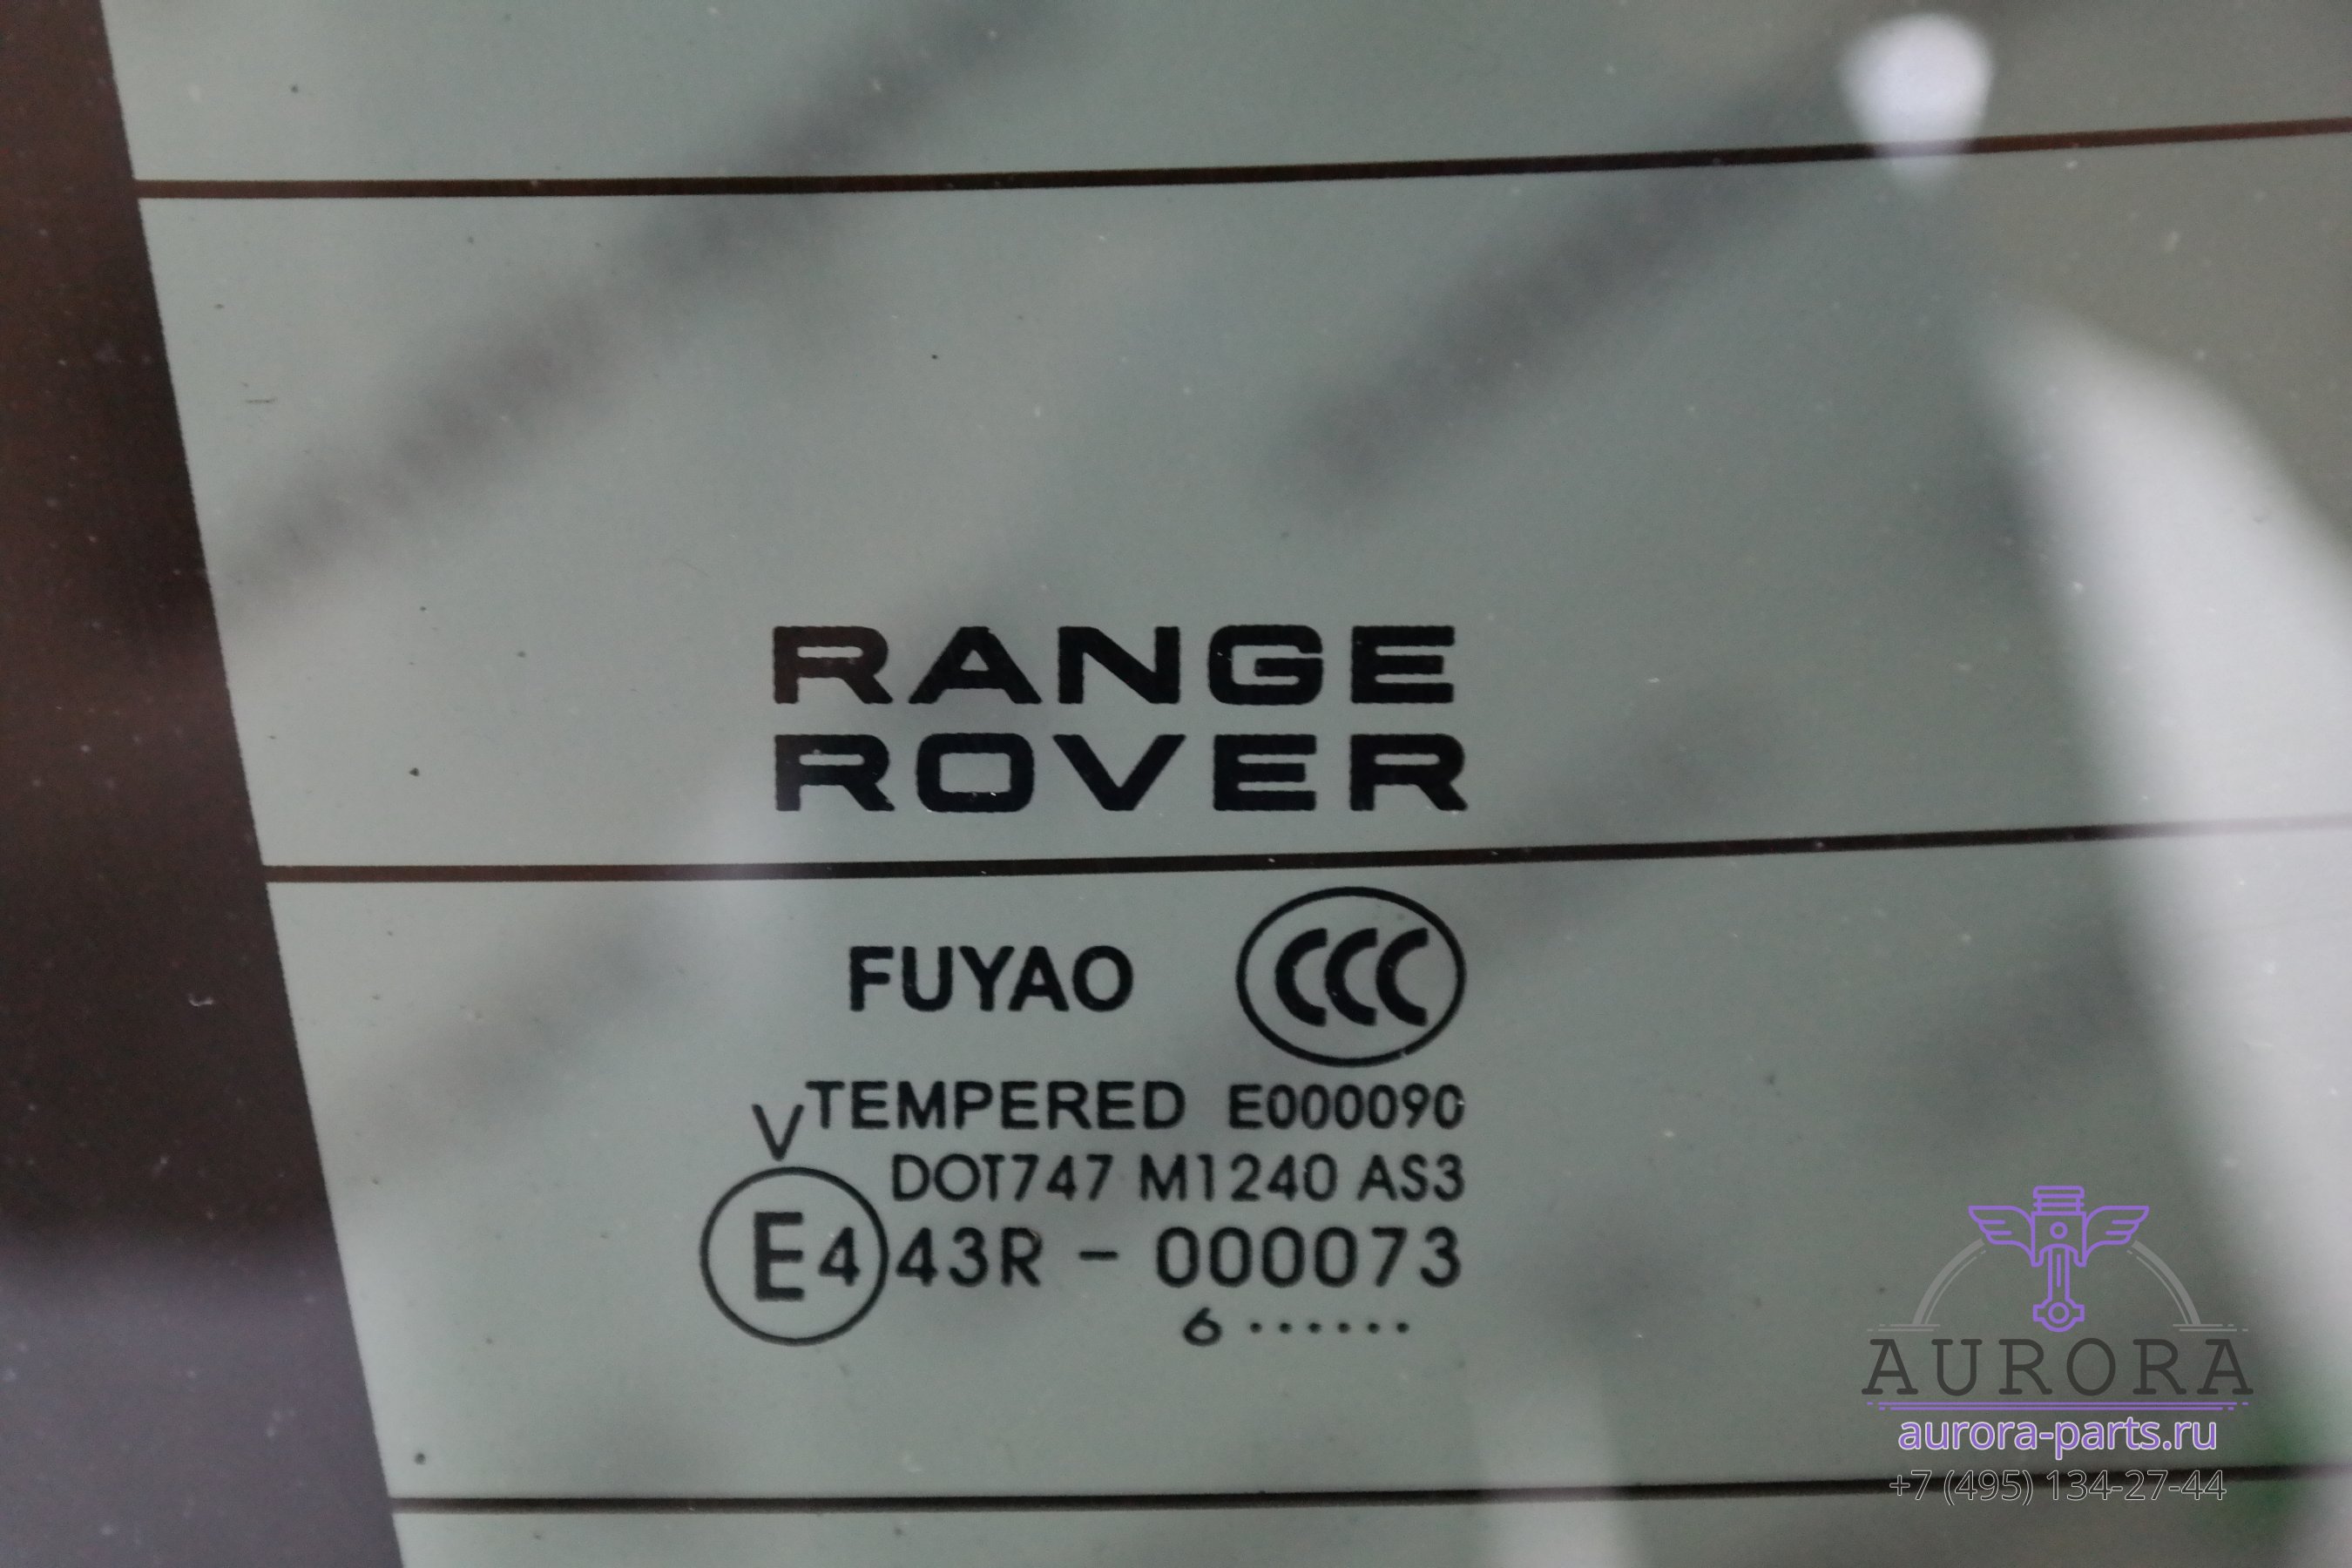 RANGE
ROVER
FUYAO CCC
TEMPERED E000090
V
DOT747 M1240 AS3
E4 43R - 000073
6 ······
AURORA
aurora-parts.ru
+7 (495) 134-27-44